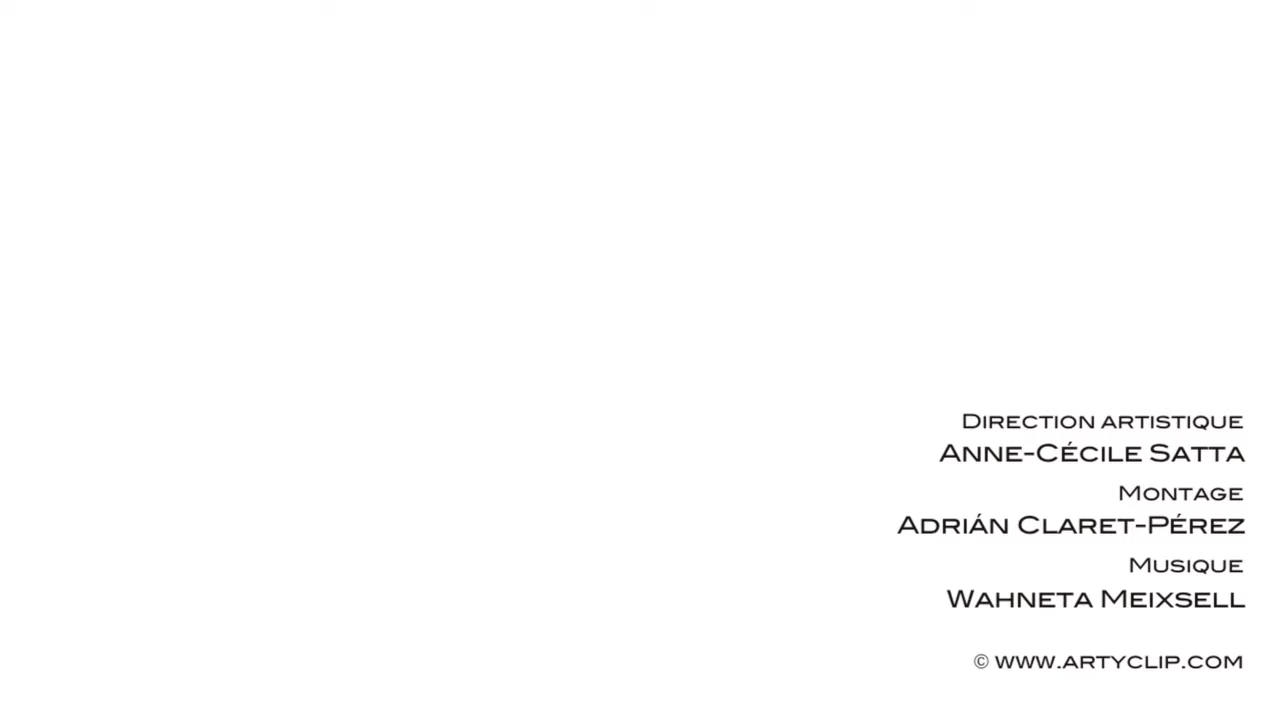 Direction artistique
Anne-Cécile Satta
Montage
Adrián Claret-Pérez
Musique
Wahneta Meixsell
© www.artyclip.com